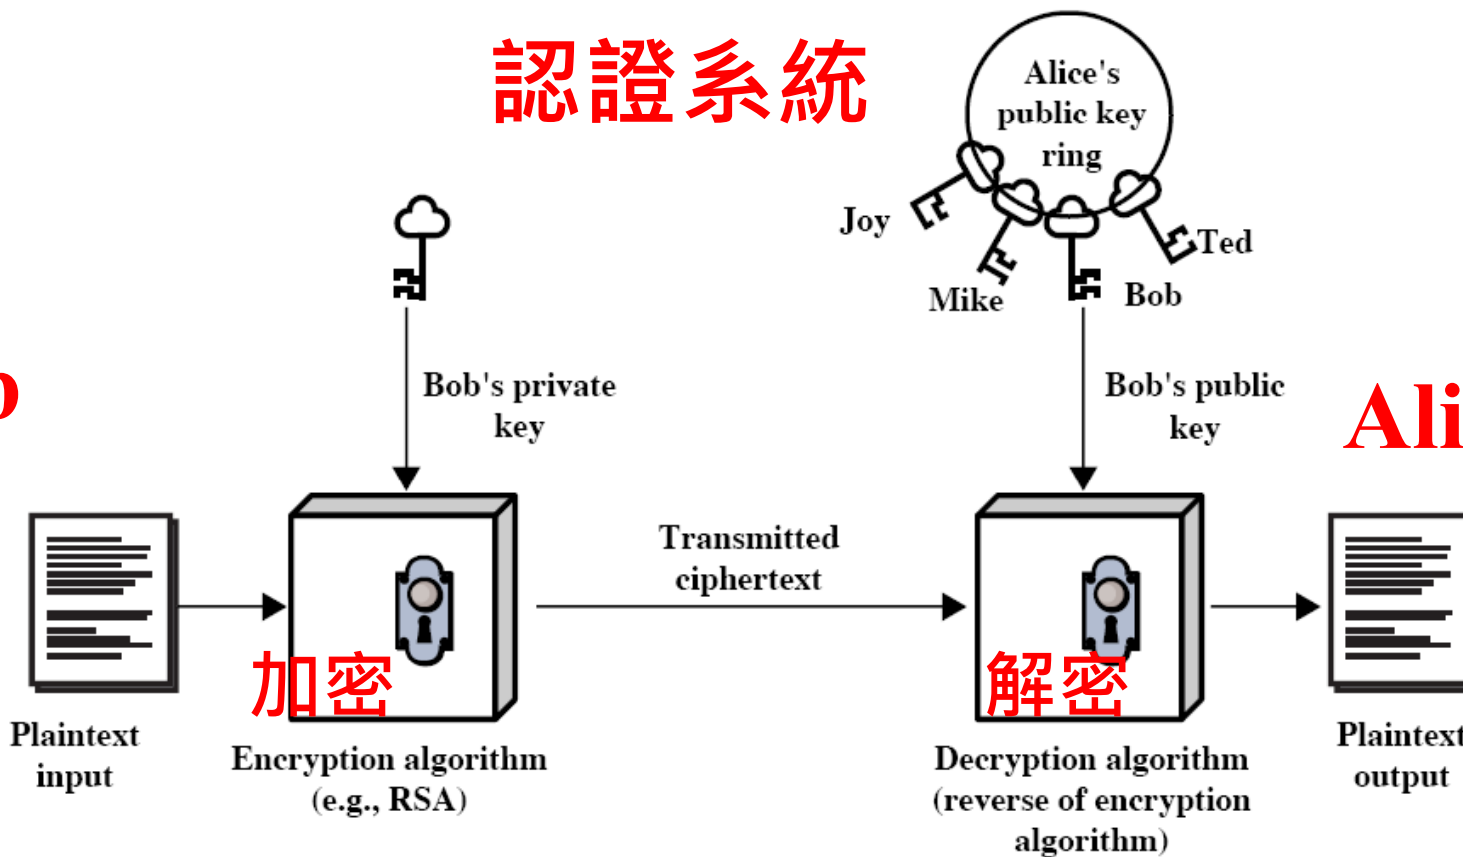 認證系統
Alice's
public key
ring
Joy
Ted
Mike
Bob
Bob's private
key
Bob's public
key
Ali
Transmitted
ciphertext
加密
解密
Plaintext
input
Encryption algorithm
(e.g., RSA)
Decryption algorithm
(reverse of encryption
algorithm)
Plaintext
output